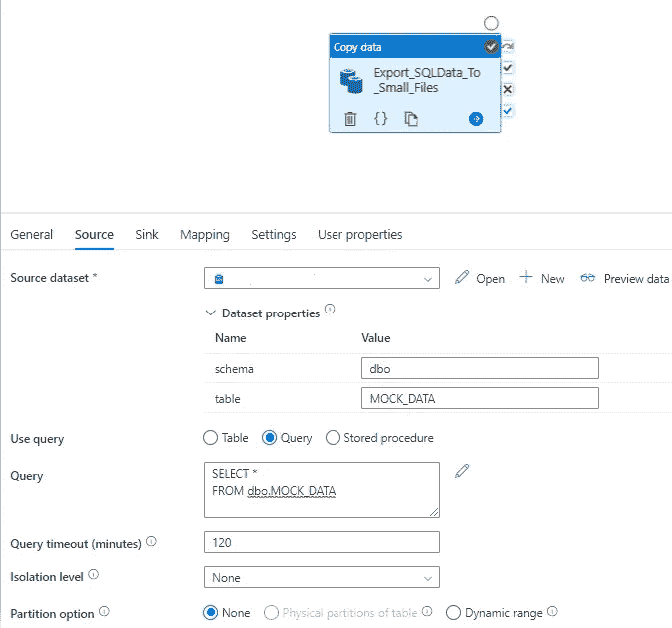 Copy data
Export_SQLData_To
_Small_Files
{}
General Source Sink Mapping Settings User properties
Source dataset *
Open New Preview data
Dataset properties
Name Value
schema dbo
table MOCK_DATA
Use query Table Query Stored procedure
Query SELECT *
FROM dbo.MOCK_DATA
Query timeout (minutes) 120
Isolation level None
Partition option None Physical partitions of table Dynamic range